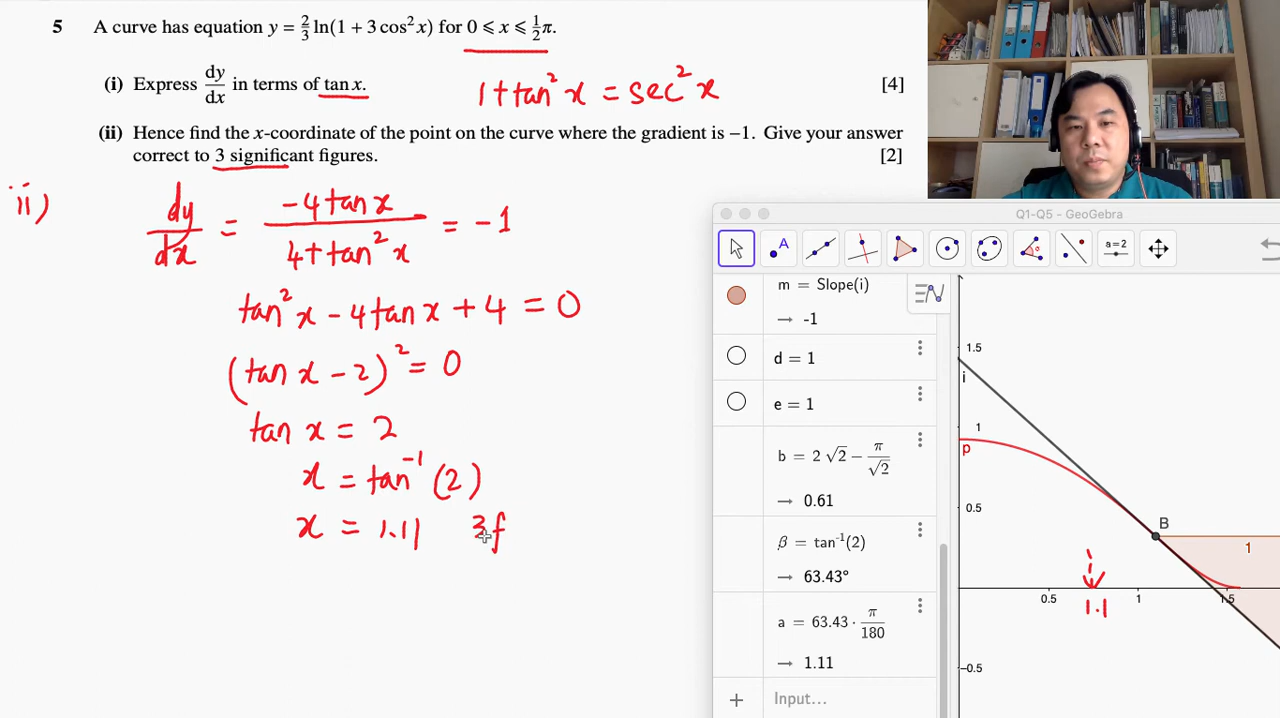 5 A curve has equation y = 2/3 ln(1 + 3 cos² x) for 0 ⩽ x ⩽ ½π.
(i) Express dy/dx in terms of tan x. [4]
1 + tan² x = sec² x
(ii) Hence find the x-coordinate of the point on the curve where the gradient is −1. Give your answer
correct to 3 significant figures. [2]
ii) dy/dx = −4 tan x / 4 + tan² x = −1
tan² x − 4 tan x + 4 = 0
(tan x − 2)² = 0
tan x = 2
x = tan⁻¹ (2)
x = 1.11 3f
Q1-Q5 - GeoGebra
A
a=2
m = Slope(i)
→ -1
d = 1
e = 1
b = 2 √2 − π/√2
→ 0.61
β = tan⁻¹(2)
→ 63.43°
a = 63.43 · π/180
→ 1.11
+ Input...
1.5
i
1
p
0.5
B
1
0.5 1 1.5
1.1
−0.5